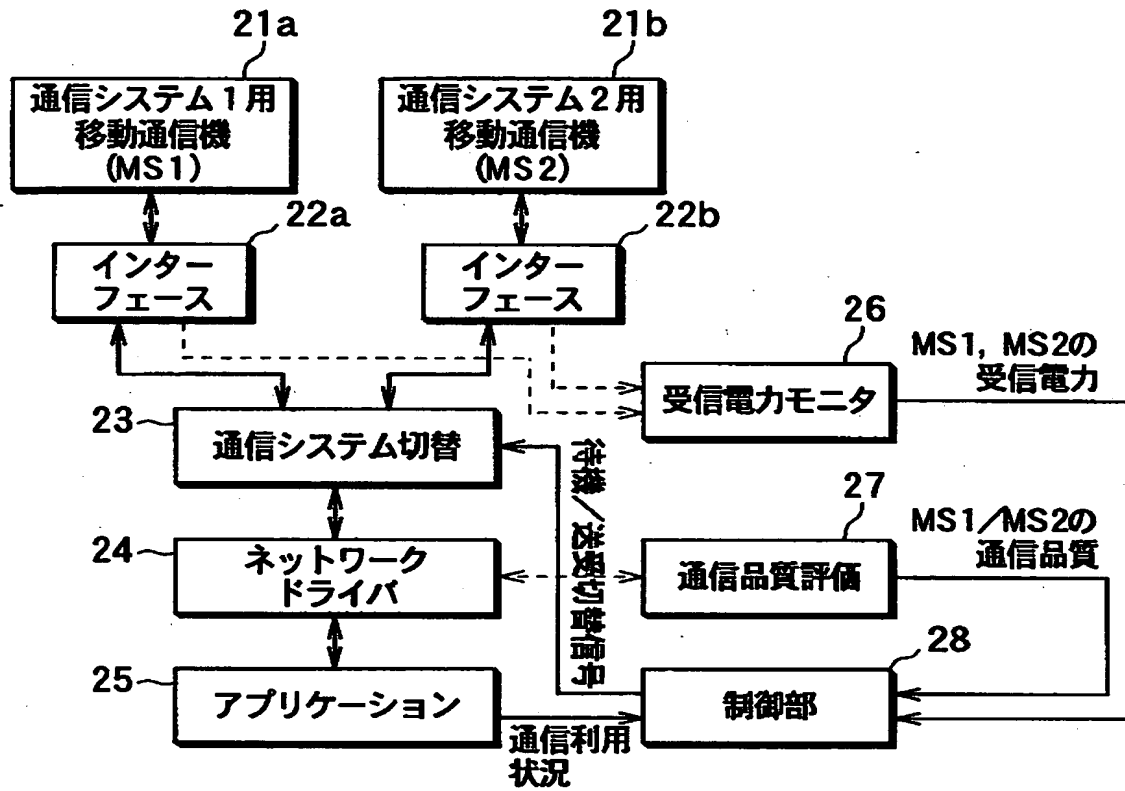 21a
21b
通信システム1用
移動通信機
(MS1)
通信システム2用
移動通信機
(MS2)
22a
22b
インター
フェース
インター
フェース
26
受信電力モニタ
MS1, MS2の
受信電力
23
通信システム切替
待機／送受切替信号
27
通信品質評価
MS1／MS2の
通信品質
24
ネットワーク
ドライバ
28
制御部
25
アプリケーション
通信利用
状況